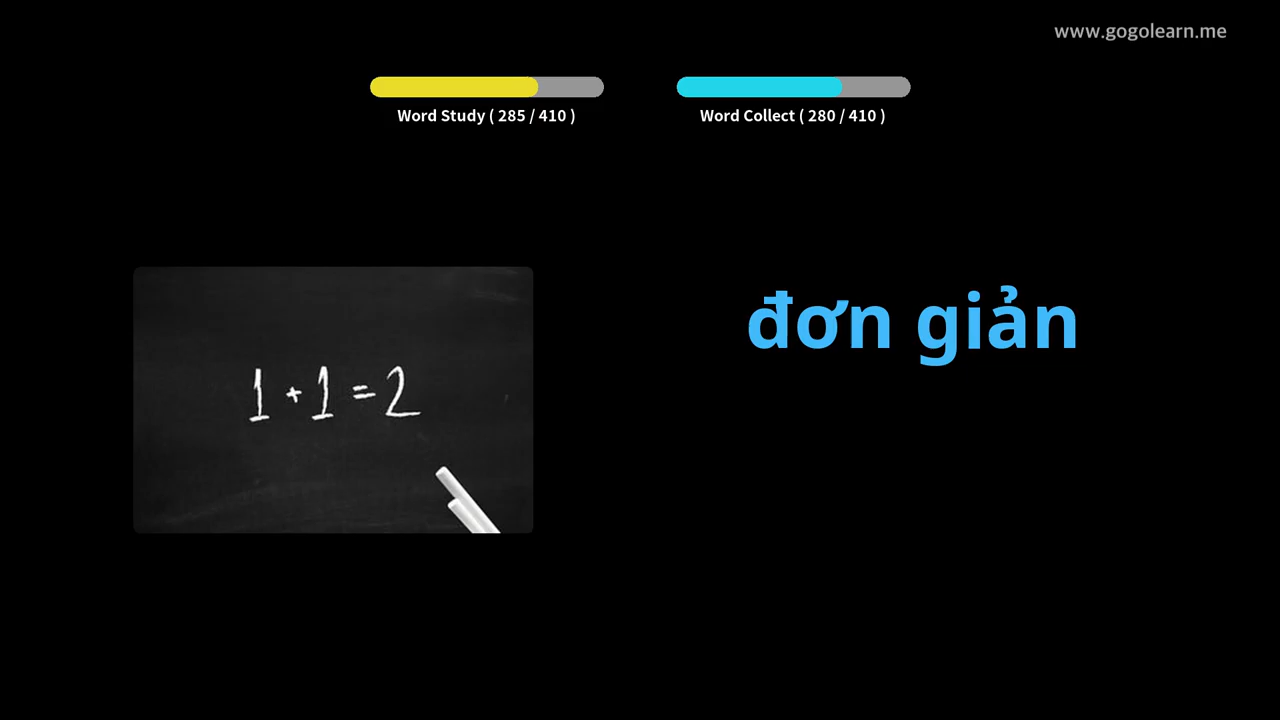 www.gogolearn.me
Word Study ( 285 / 410 )
Word Collect ( 280 / 410 )
đơn giản
1 + 1 = 2